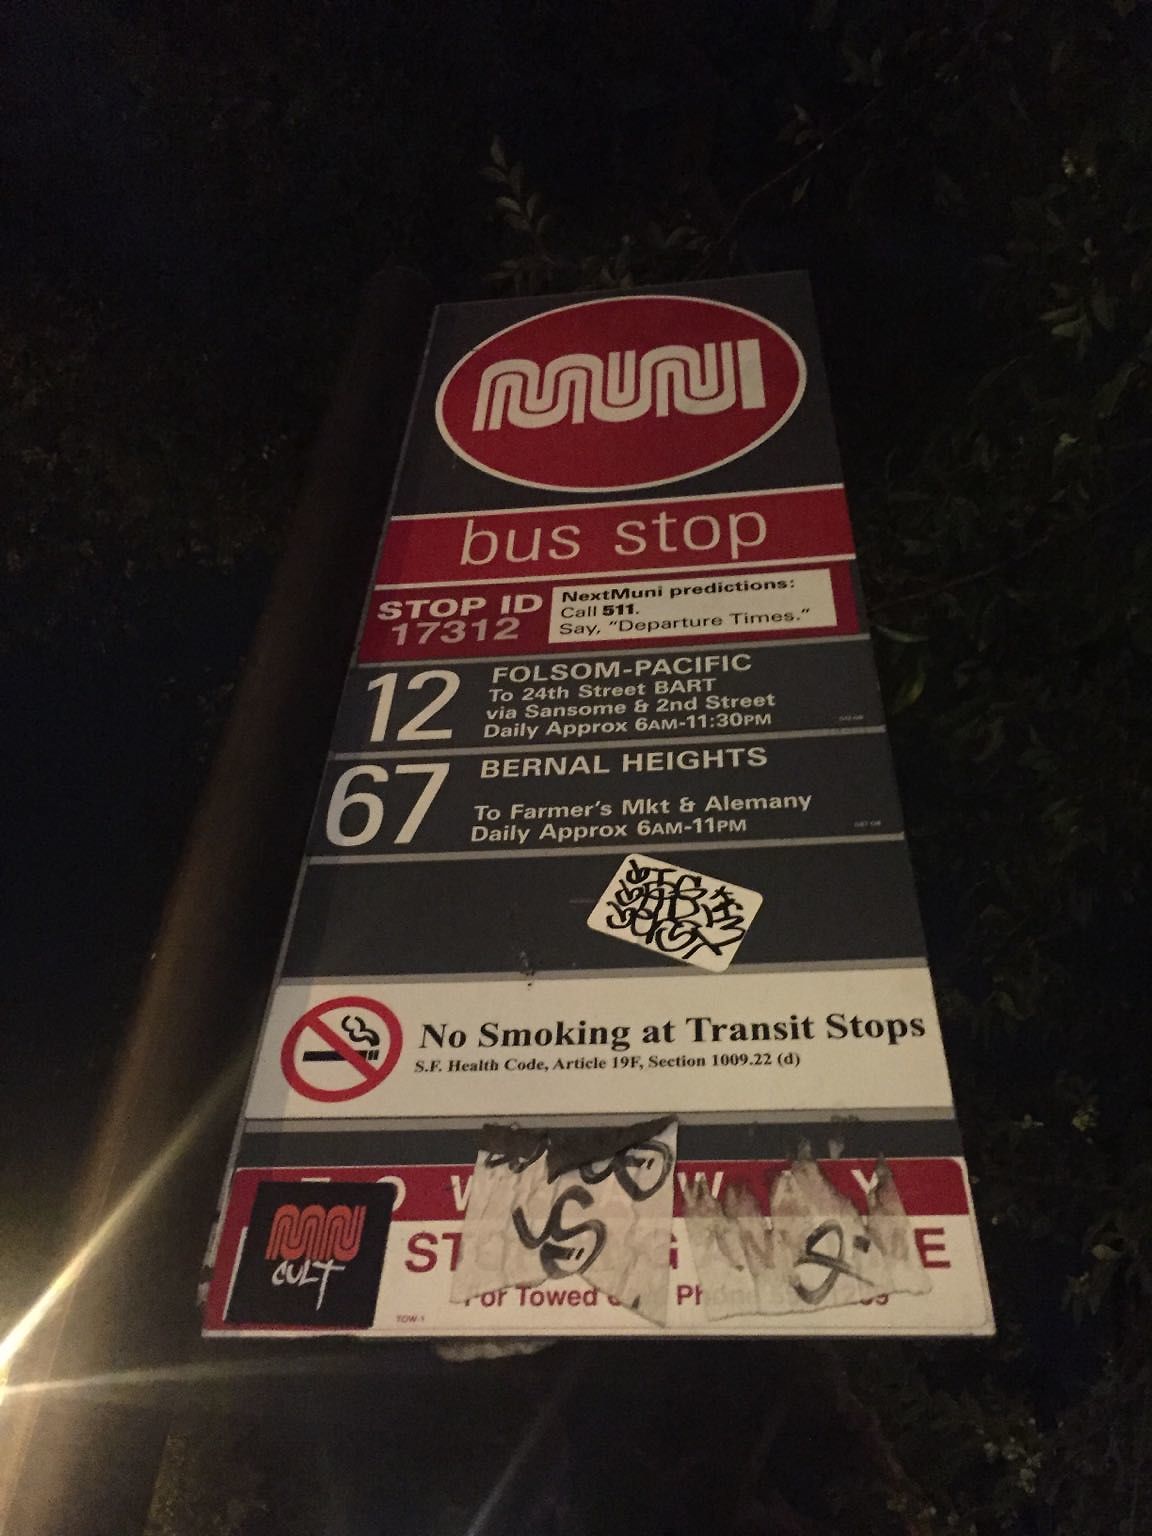 MUNI
bus stop
STOP ID
17312
NextMuni predictions:
Call 511.
Say, "Departure Times."
12
FOLSOM-PACIFIC
To 24th Street BART
via Sansome & 2nd Street
Daily Approx 6AM-11:30PM
67
BERNAL HEIGHTS
To Farmer's Mkt & Alemany
Daily Approx 6AM-11PM
No Smoking at Transit Stops
S.F. Health Code, Article 19F, Section 1009.22 (d)
MUNI
CULT
For Towed
TOW-1